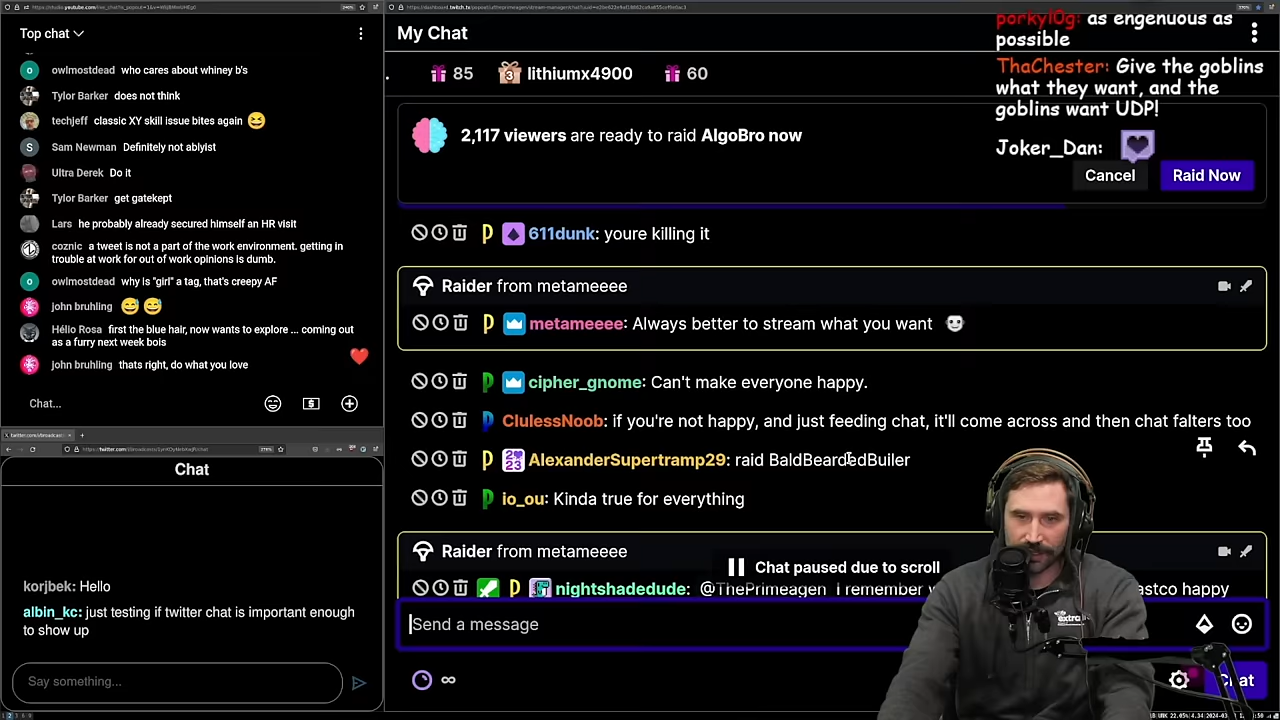 Top chat
owlmostdead who cares about whiney b's
Tylor Barker does not think
techjeff classic XY skill issue bites again
S Sam Newman Definitely not ablyist
Ultra Derek Do it
Tylor Barker get gatekept
Lars he probably already secured himself an HR visit
coznic a tweet is not a part of the work environment. getting in
trouble at work for out of work opinions is dumb.
owlmostdead why is "girl" a tag, that's creepy AF
john bruhling
Hélio Rosa first the blue hair, now wants to explore ... coming out
as a furry next week bois
john bruhling thats right, do what you love
Chat...
Chat
korjbek: Hello
albin_kc: just testing if twitter chat is important enough
to show up
Say something...
My Chat
85
3 lithiumx4900
60
2,117 viewers are ready to raid AlgoBro now
Cancel
Raid Now
porkyl0g: as engenuous as
possible
ThaChester: Give the goblins
what they want, and the
goblins want UDP!
Joker_Dan:
611dunk: youre killing it
Raider from metameeee
metameeee: Always better to stream what you want
cipher_gnome: Can't make everyone happy.
ClulessNoob: if you're not happy, and just feeding chat, it'll come across and then chat falters too
AlexanderSupertramp29: raid BaldBeardedBuiler
io_ou: Kinda true for everything
Raider from metameeee
Chat paused due to scroll
nightshadedude: @ThePrimeagen I remember
astco happy
Send a message
extra
∞
Chat